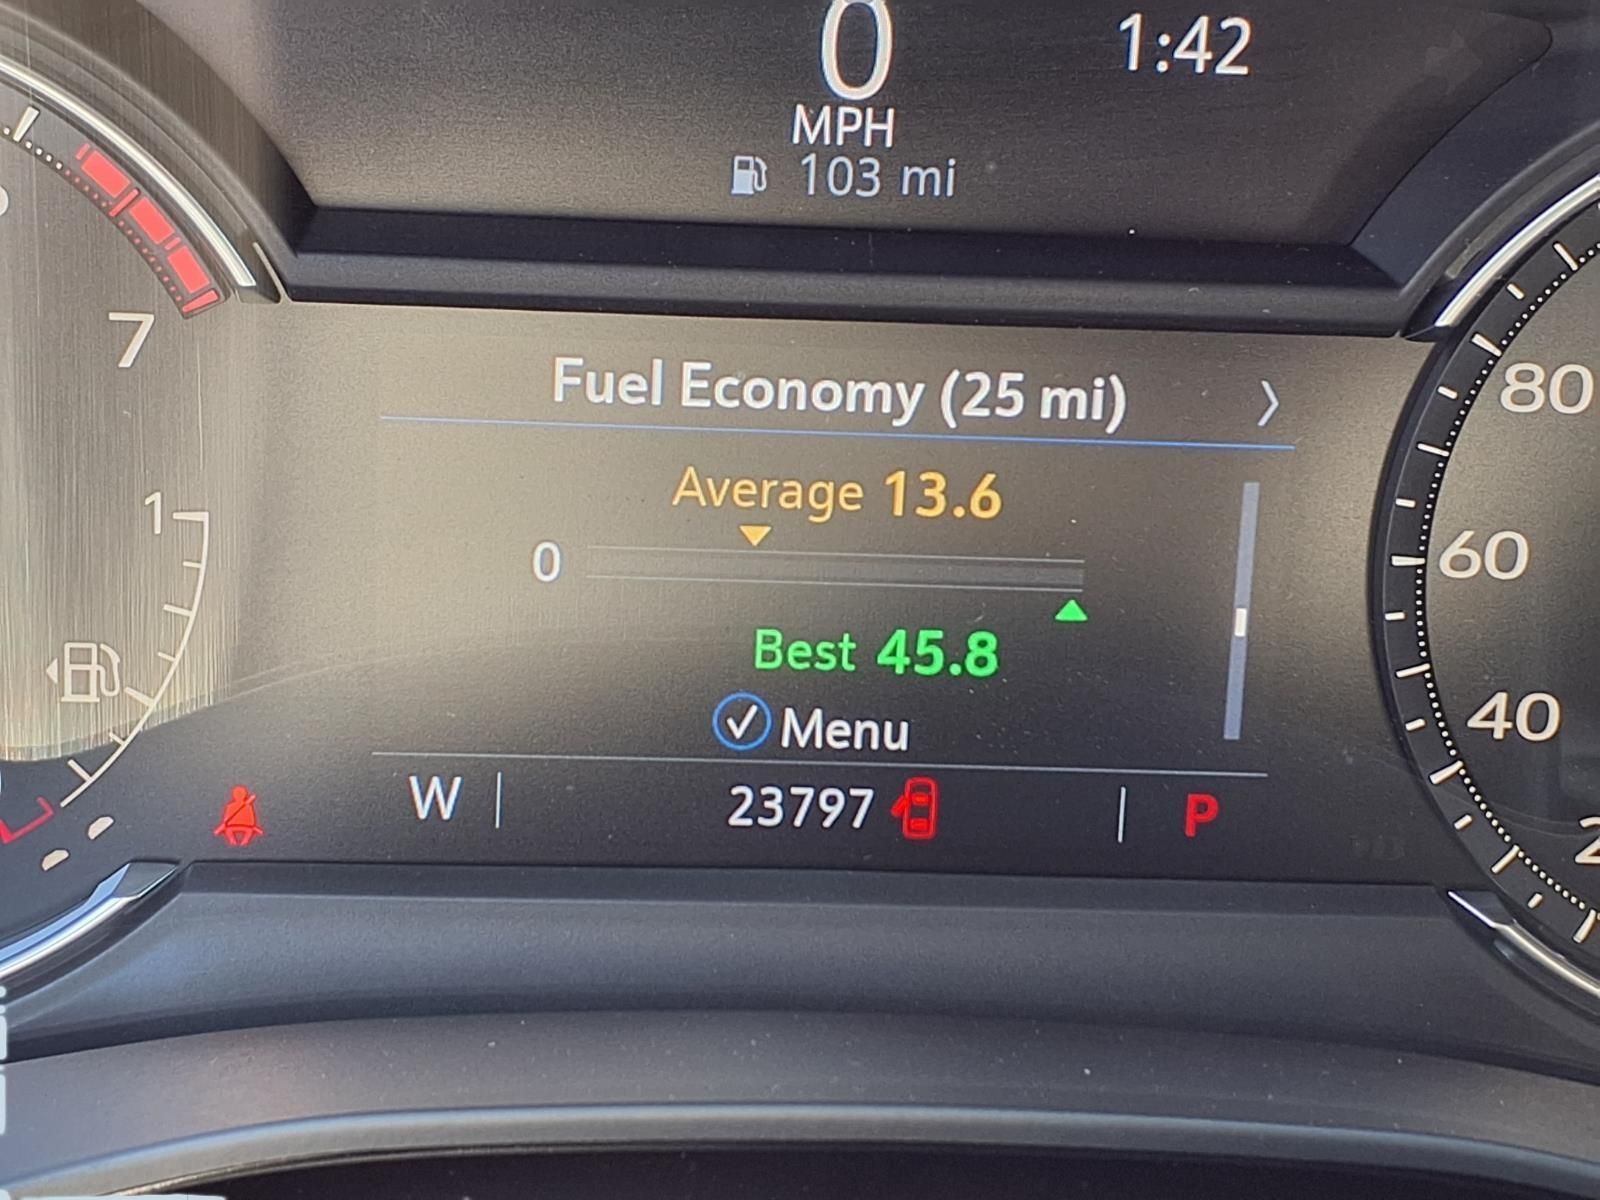 0
1:42
MPH
103 mi
7
Fuel Economy (25 mi) >
80
Average 13.6
1
0
60
Best 45.8
40
Menu
W
23797
P
2